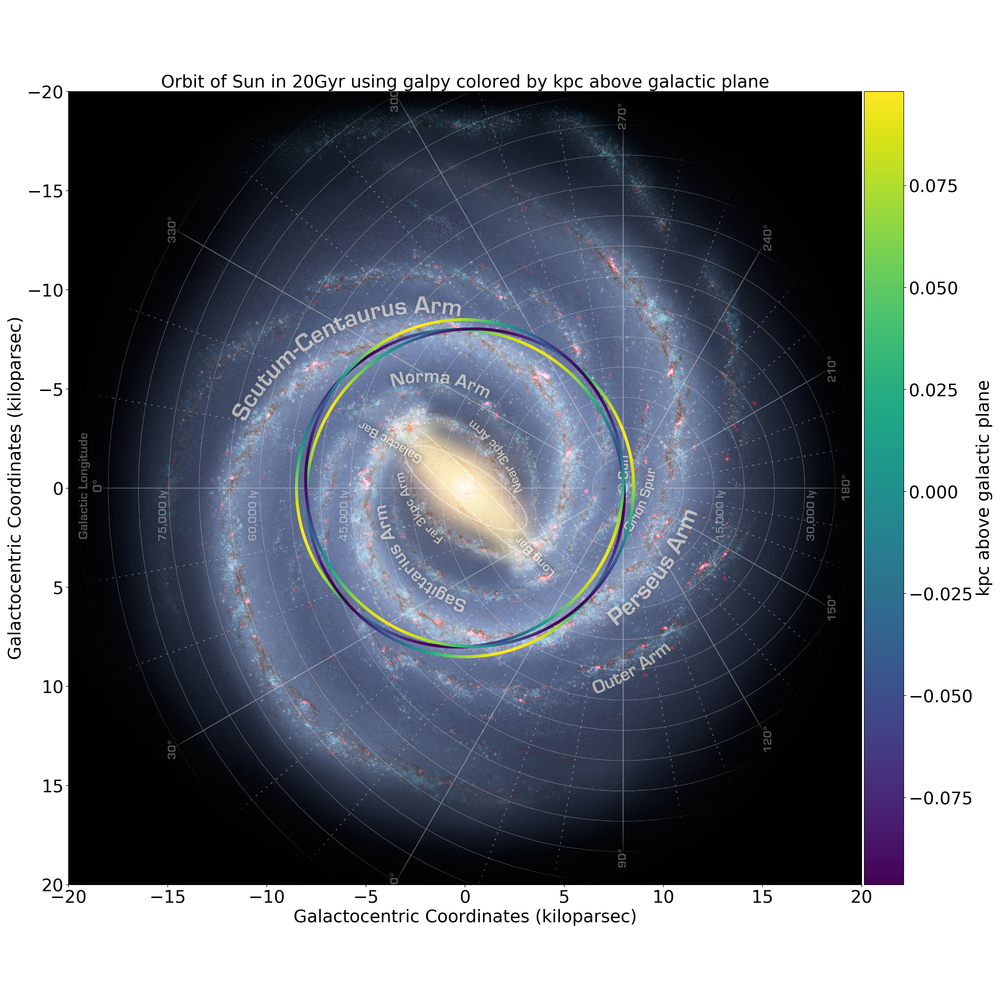 Orbit of Sun in 20Gyr using galpy colored by kpc above galactic plane
−20
−15
−10
−5
0
5
10
15
20
Galactocentric Coordinates (kiloparsec)
−20
−15
−10
−5
0
5
10
15
20
Galactocentric Coordinates (kiloparsec)
0.075
0.050
0.025
0.000
−0.025
−0.050
−0.075
kpc above galactic plane
300
270°
330°
240°
210°
180°
150°
120°
90°
30°
0°
Galactic Longitude
75,000 ly
60,000 ly
45,000 ly
15,000 ly
30,000 ly
Scutum-Centaurus Arm
Norma Arm
Galactic Bar
Near 3kpc Arm
Far 3kpc Arm
Sagittarius Arm
Long Bar
Sun
Orion Spur
Perseus Arm
Outer Arm